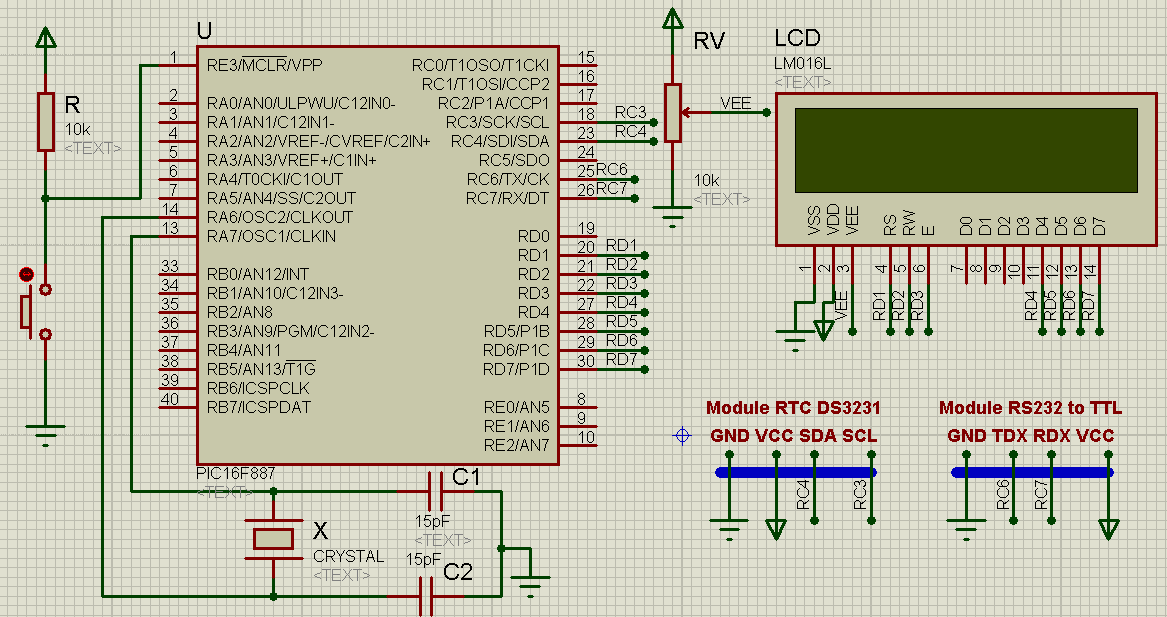 U
R
10k
<TEXT>
1
RE3/MCLR/VPP
2
RA0/AN0/ULPWU/C12IN0-
3
RA1/AN1/C12IN1-
4
RA2/AN2/VREF-/CVREF/C2IN+
5
RA3/AN3/VREF+/C1IN+
6
RA4/T0CKI/C1OUT
7
RA5/AN4/SS/C2OUT
14
RA6/OSC2/CLKOUT
13
RA7/OSC1/CLKIN
33
RB0/AN12/INT
34
RB1/AN10/C12IN3-
35
RB2/AN8
36
RB3/AN9/PGM/C12IN2-
37
RB4/AN11
38
RB5/AN13/T1G
39
RB6/ICSPCLK
40
RB7/ICSPDAT
RC0/T1OSO/T1CKI
15
RC1/T1OSI/CCP2
16
RC2/P1A/CCP1
17
RC3/SCK/SCL
18
RC3
RC4/SDI/SDA
23
RC4
RC5/SDO
24
RC6/TX/CK
25
RC6
RC7/RX/DT
26
RC7
RD0
19
RD1
20
RD1
RD2
21
RD2
RD3
22
RD3
RD4
27
RD4
RD5/P1B
28
RD5
RD6/P1C
29
RD6
RD7/P1D
30
RD7
RE0/AN5
8
RE1/AN6
9
RE2/AN7
10
PIC16F887
<TEXT>
C1
15pF
<TEXT>
15pF
C2
X
CRYSTAL
<TEXT>
RV
VEE
10k
<TEXT>
LCD
LM016L
<TEXT>
VSS
VDD
VEE
RS
RW
E
D0
D1
D2
D3
D4
D5
D6
D7
1
2
3
4
5
6
7
8
9
10
11
12
13
14
VEE
RD1
RD2
RD3
RD4
RD5
RD6
RD7
Module RTC DS3231
GND VCC SDA SCL
RC4
RC3
Module RS232 to TTL
GND TDX RDX VCC
RC6
RC7